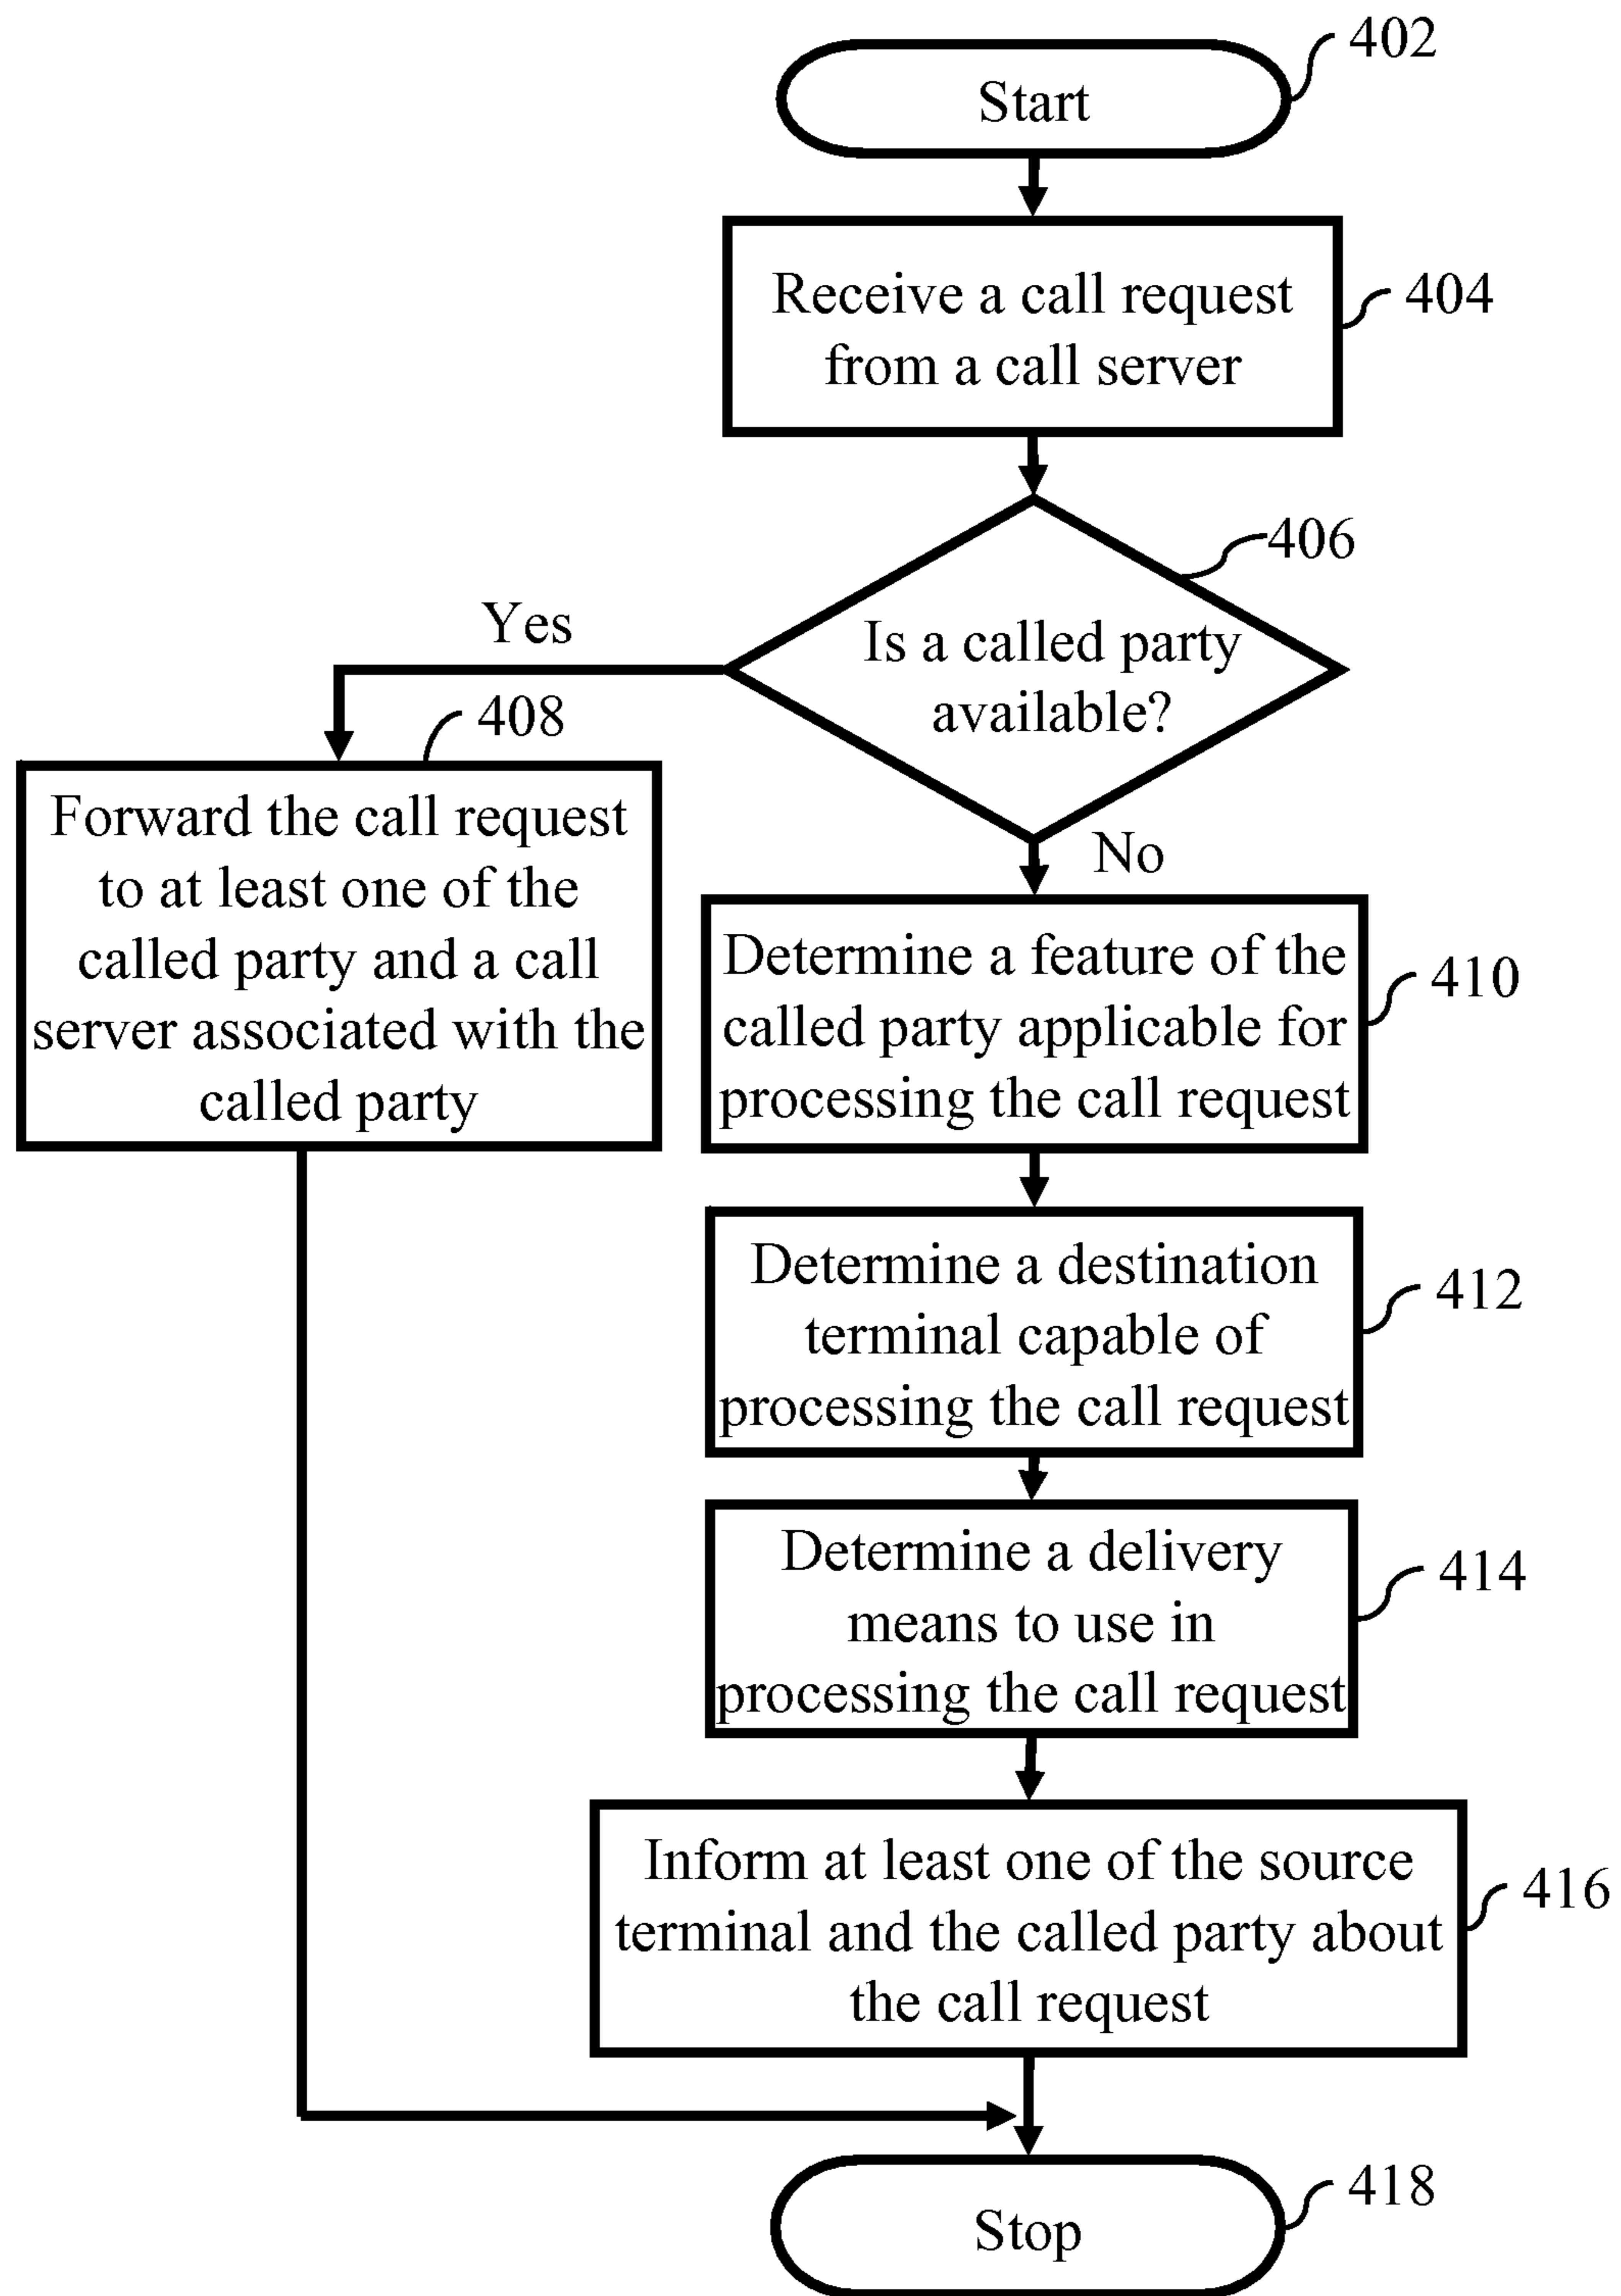 402
Start
Receive a call request
from a call server
404
406
Is a called party
available?
Yes
408
Forward the call request
to at least one of the
called party and a call
server associated with the
called party
No
Determine a feature of the
called party applicable for
processing the call request
410
Determine a destination
terminal capable of
processing the call request
412
Determine a delivery
means to use in
processing the call request
414
Inform at least one of the source
terminal and the called party about
the call request
416
418
Stop